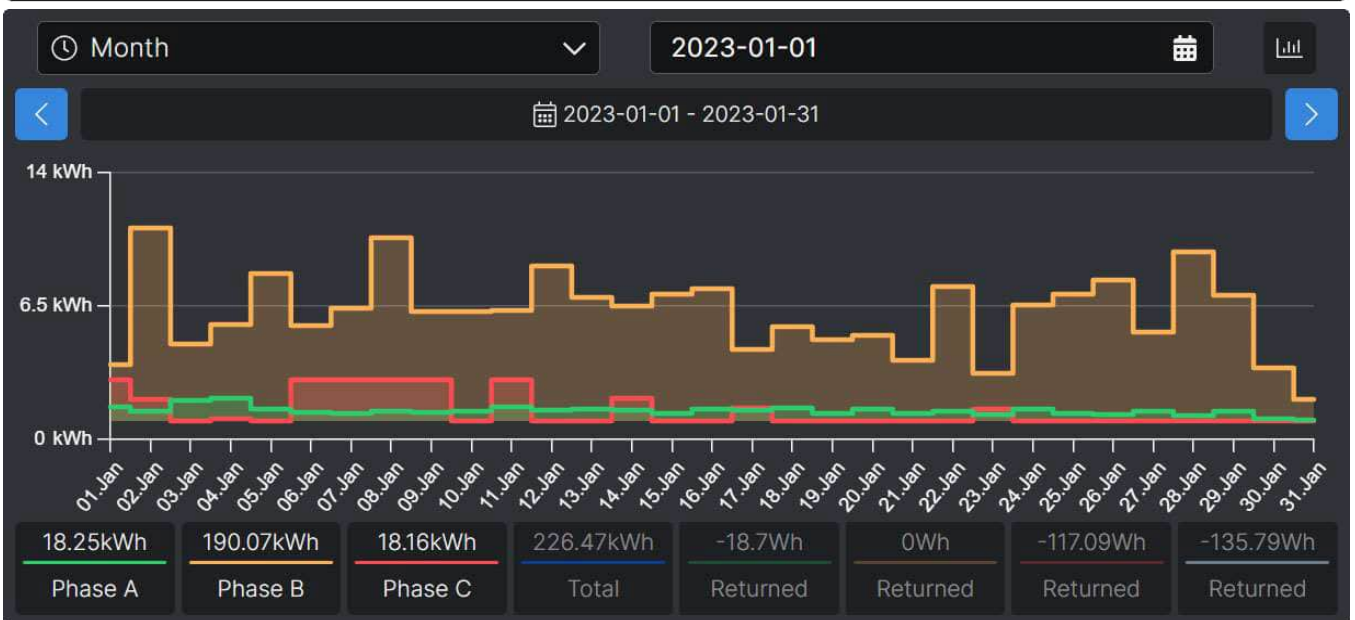 Month
2023-01-01
2023-01-01 - 2023-01-31
14 kWh
6.5 kWh
0 kWh
01.Jan 02.Jan 03.Jan 04.Jan 05.Jan 06.Jan 07.Jan 08.Jan 09.Jan 10.Jan 11.Jan 12.Jan 13.Jan 14.Jan 15.Jan 16.Jan 17.Jan 18.Jan 19.Jan 20.Jan 21.Jan 22.Jan 23.Jan 24.Jan 25.Jan 26.Jan 27.Jan 28.Jan 29.Jan 30.Jan 31.Jan
18.25kWh 190.07kWh 18.16kWh 226.47kWh -18.7Wh 0Wh -117.09Wh -135.79Wh
Phase A Phase B Phase C Total Returned Returned Returned Returned